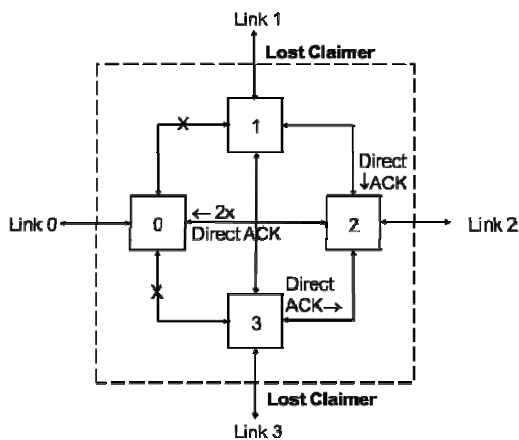 Link 1
Lost Claimer
X
1
Direct
↓ACK
Link 0
0
← 2x
Direct ACK
2
Link 2
X
Direct
ACK→
3
Lost Claimer
Link 3